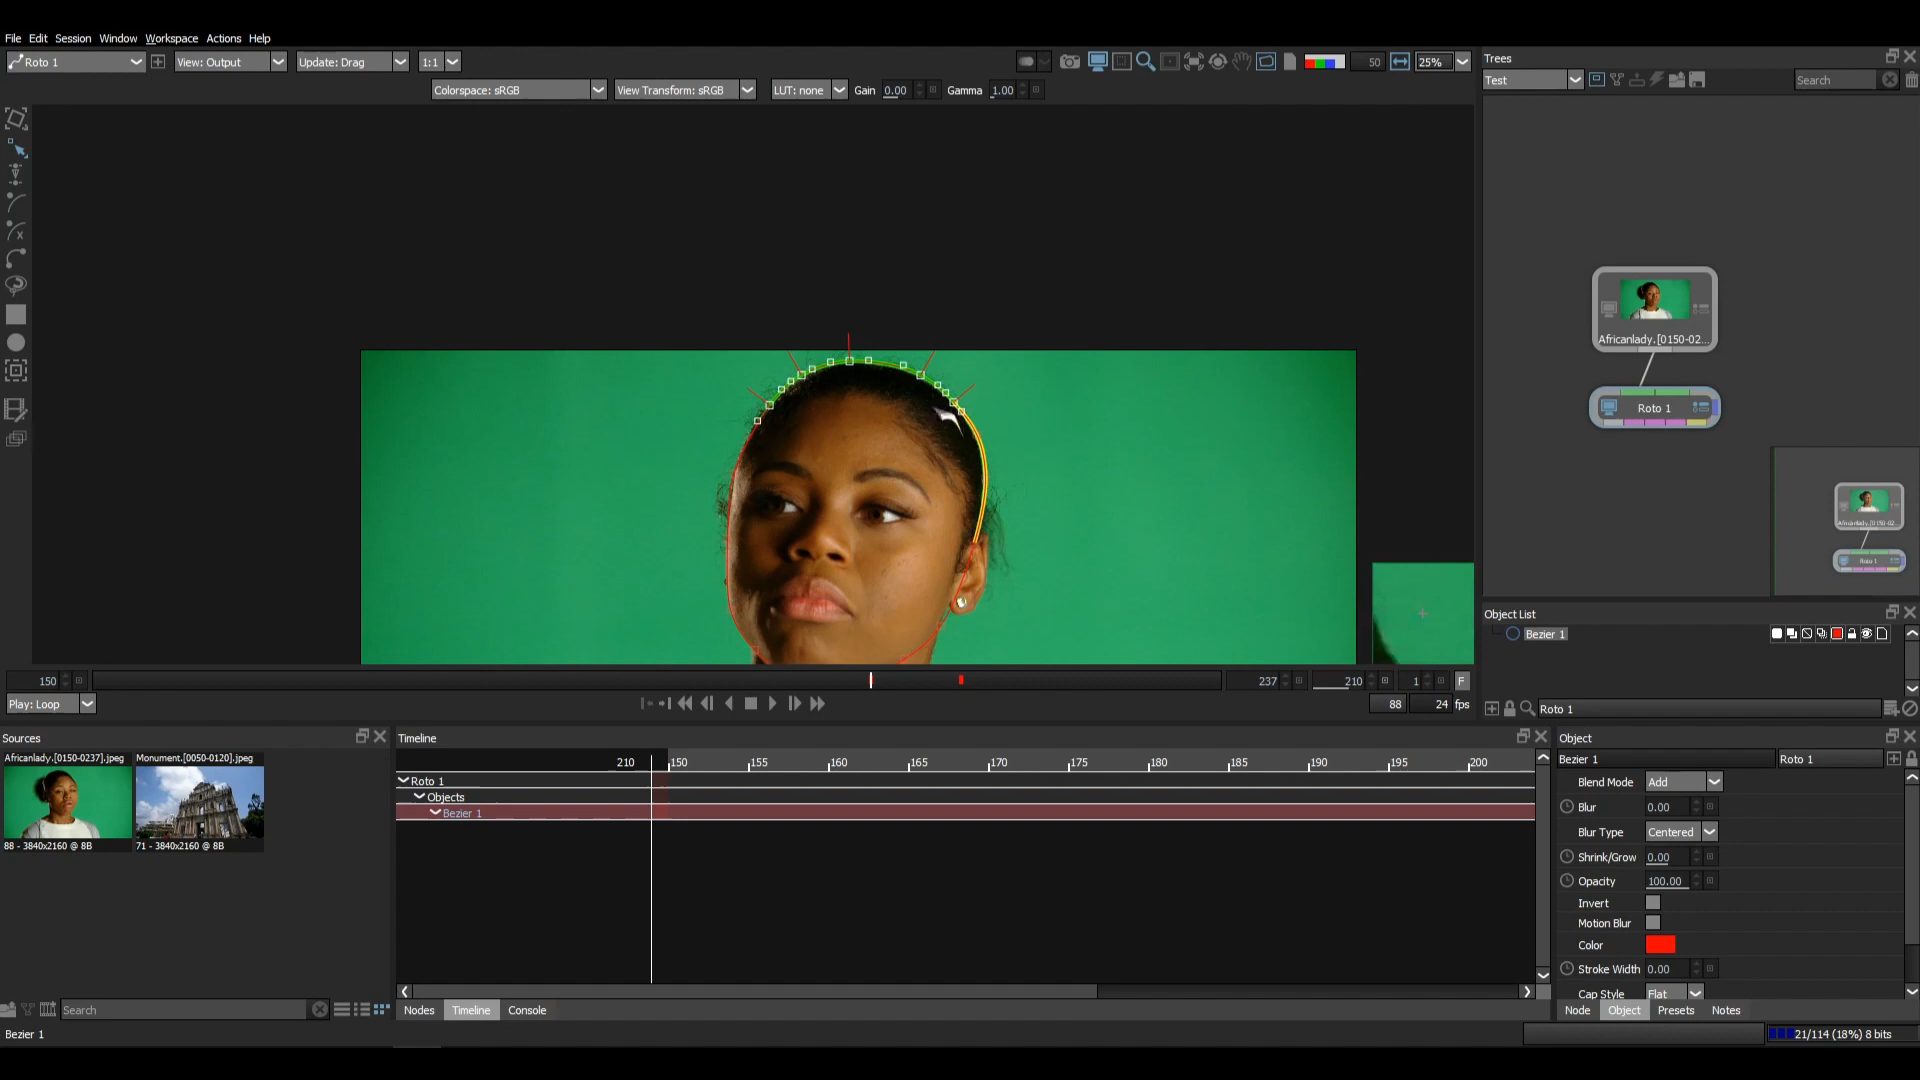 File Edit Session Window Workspace Actions Help
Roto 1 View: Output Update: Drag 1:1 50 25%
Colorspace: sRGB View Transform: sRGB LUT: none Gain 0.00 Gamma 1.00
Trees
Test Search
Africanlady.[0150-02...
Roto 1
Africanlady.[0150-02...
Roto 1
Object List
Bezier 1
Roto 1
150 237 210 1 F
Play: Loop 88 24 fps
Sources
Africanlady.[0150-0237].jpeg Monument.[0050-0120].jpeg
88 - 3840x2160 @ 8B 71 - 3840x2160 @ 8B
Search
Timeline
210 150 155 160 165 170 175 180 185 190 195 200
Roto 1
Objects
Bezier 1
Nodes Timeline Console
Object
Bezier 1 Roto 1
Blend Mode Add
Blur 0.00
Blur Type Centered
Shrink/Grow 0.00
Opacity 100.00
Invert
Motion Blur
Color
Stroke Width 0.00
Cap Style Flat
Node Object Presets Notes
Bezier 1
21/114 (18%) 8 bits